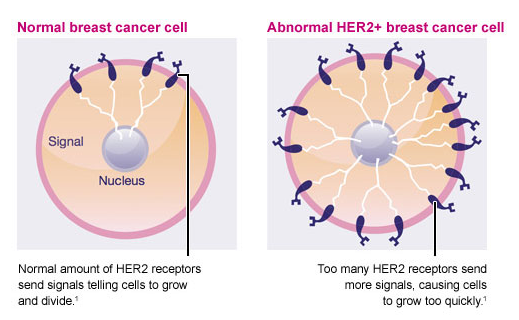 Normal breast cancer cell
Signal
Nucleus
Normal amount of HER2 receptors
send signals telling cells to grow
and divide.¹
Abnormal HER2+ breast cancer cell
Too many HER2 receptors send
more signals, causing cells
to grow too quickly.¹